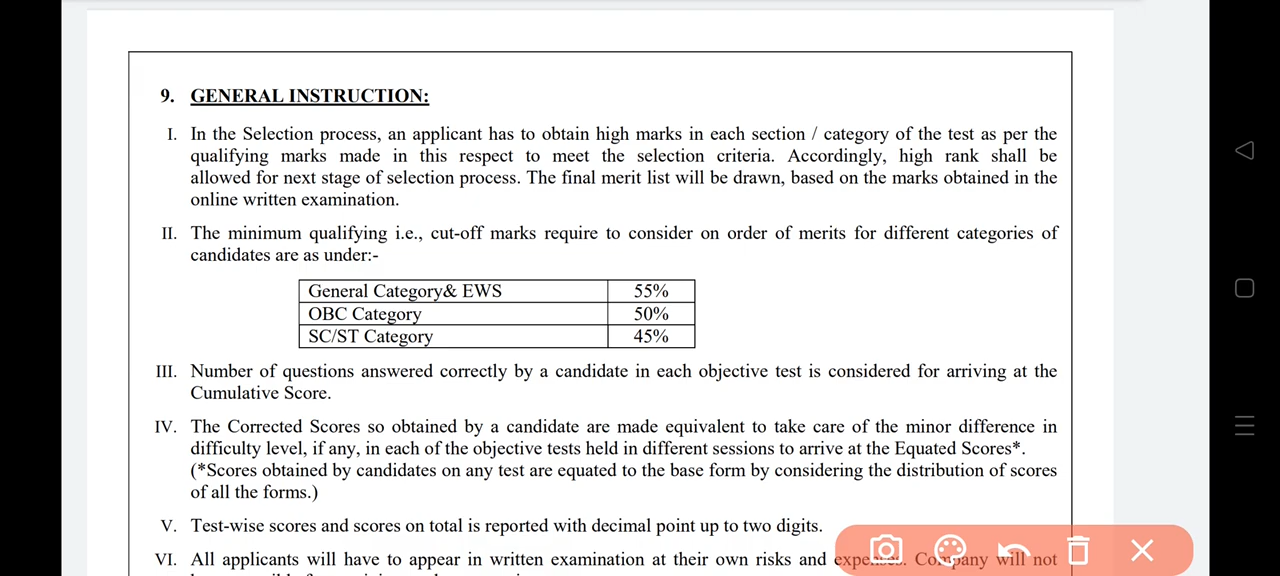 9. GENERAL INSTRUCTION:
I. In the Selection process, an applicant has to obtain high marks in each section / category of the test as per the
qualifying marks made in this respect to meet the selection criteria. Accordingly, high rank shall be
allowed for next stage of selection process. The final merit list will be drawn, based on the marks obtained in the
online written examination.
II. The minimum qualifying i.e., cut-off marks require to consider on order of merits for different categories of
candidates are as under:-
General Category& EWS 55%
OBC Category 50%
SC/ST Category 45%
III. Number of questions answered correctly by a candidate in each objective test is considered for arriving at the
Cumulative Score.
IV. The Corrected Scores so obtained by a candidate are made equivalent to take care of the minor difference in
difficulty level, if any, in each of the objective tests held in different sessions to arrive at the Equated Scores*.
(*Scores obtained by candidates on any test are equated to the base form by considering the distribution of scores
of all the forms.)
V. Test-wise scores and scores on total is reported with decimal point up to two digits.
VI. All applicants will have to appear in written examination at their own risks and expenses. Company will not